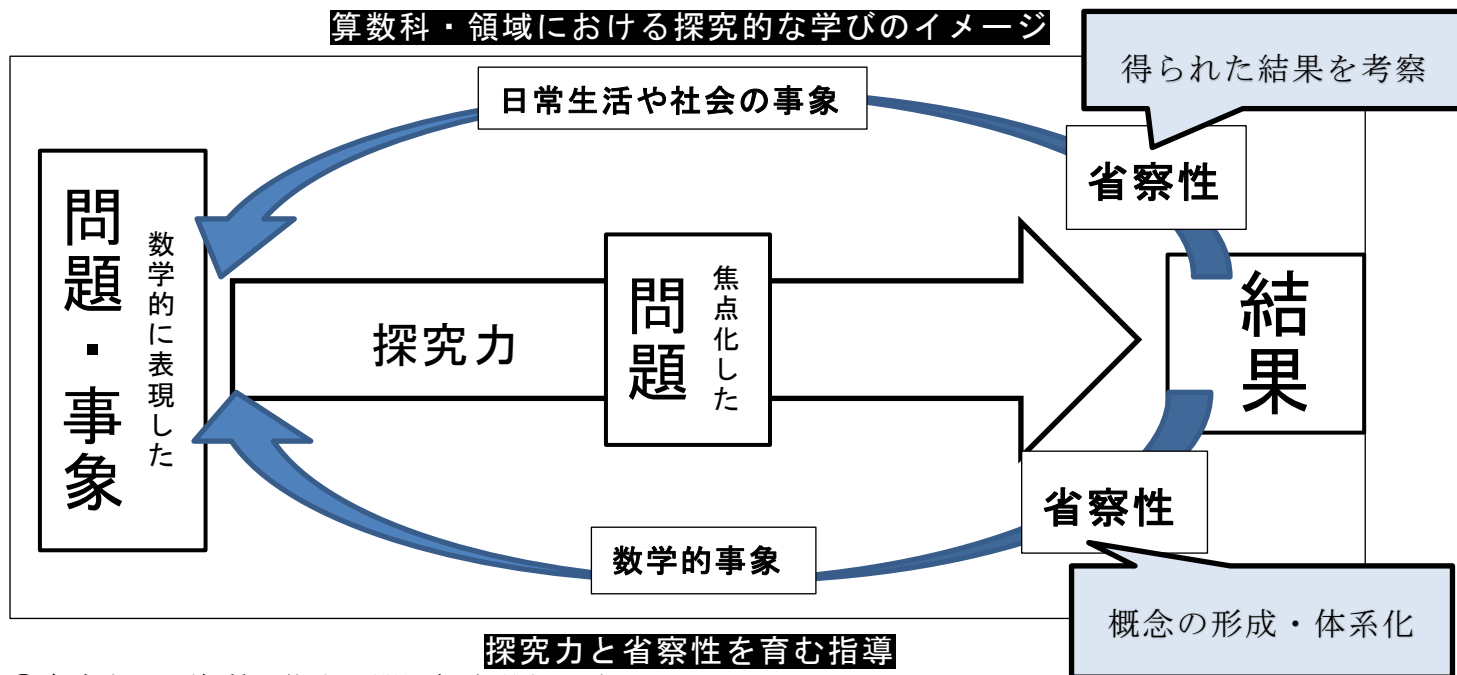 算数科・領域における探究的な学びのイメージ
得られた結果を考察
日常生活や社会の事象
省察性
問題・事象
数学的に表現した
探究力
問題
焦点化した
結果
省察性
数学的事象
概念の形成・体系化
探究力と省察性を育む指導